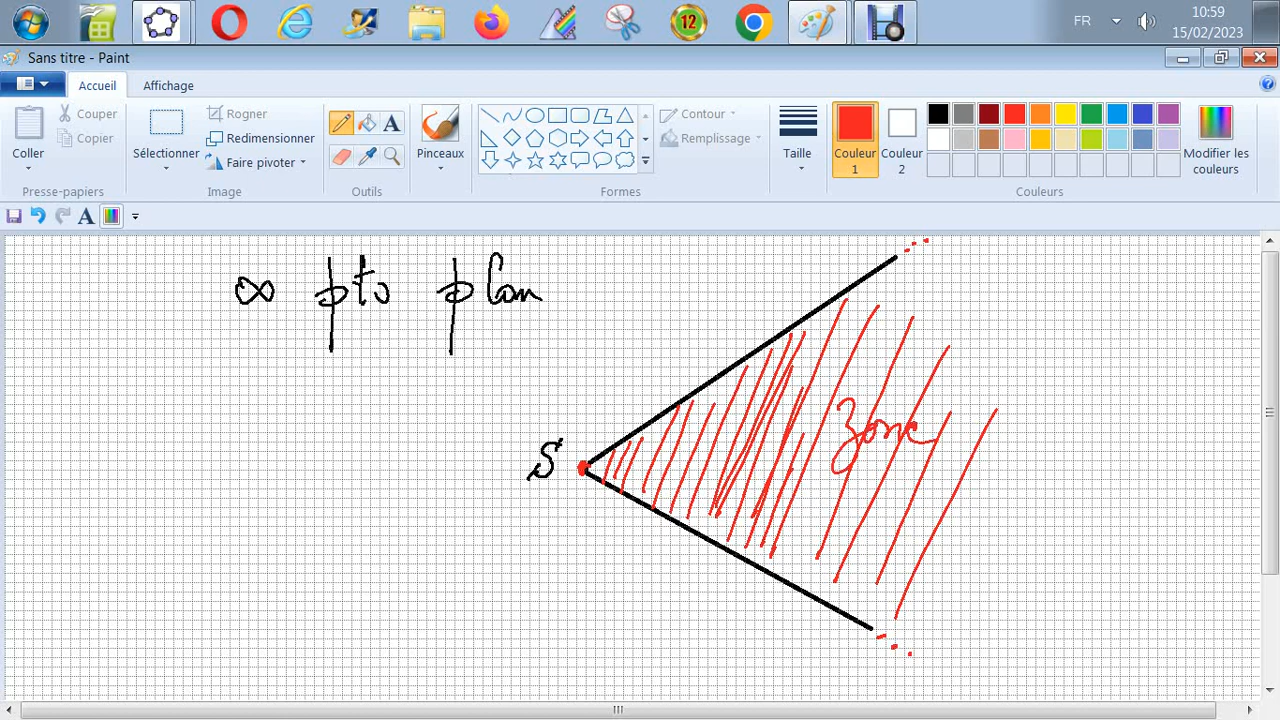 12
FR
10:59
15/02/2023
Sans titre - Paint
Accueil
Affichage
Coller
Couper
Copier
Presse-papiers
Sélectionner
Rogner
Redimensionner
Faire pivoter
Image
A
Outils
Pinceaux
Contour
Remplissage
Formes
Taille
Couleur
1
Couleur
2
Modifier les
couleurs
Couleurs
A
∞ pts plan
S
zone